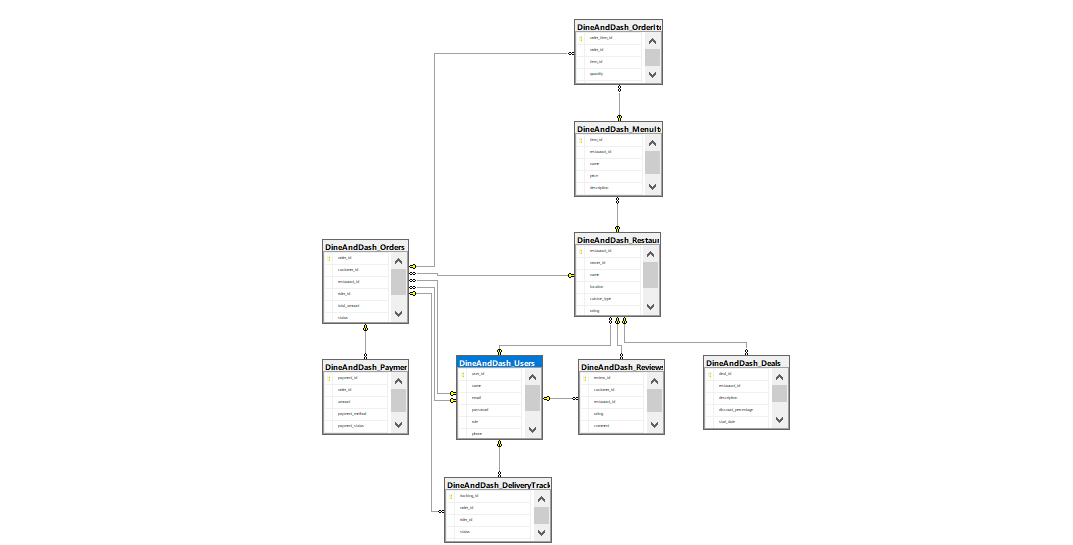 DineAndDash_OrderIte
order_item_id
order_id
item_id
quantity
DineAndDash_MenuIt
item_id
restaurant_id
name
price
description
DineAndDash_Restaur
restaurant_id
owner_id
name
location
cuisine_type
rating
DineAndDash_Orders
order_id
customer_id
restaurant_id
rider_id
total_amount
status
DineAndDash_Paymer
payment_id
order_id
amount
payment_method
payment_status
DineAndDash_Users
user_id
name
email
password
role
phone
DineAndDash_Reviews
review_id
customer_id
restaurant_id
rating
comment
DineAndDash_Deals
deal_id
restaurant_id
description
discount_percentage
start_date
DineAndDash_DeliveryTrack
tracking_id
order_id
rider_id
status